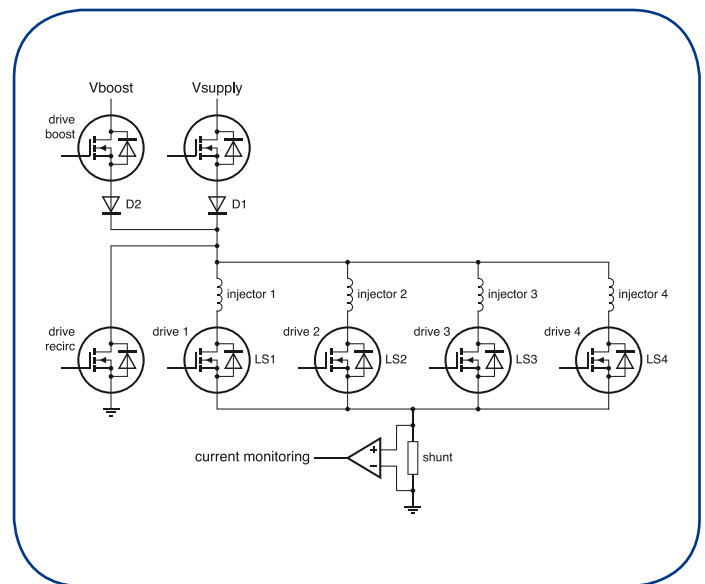 Vboost
Vsupply
drive
boost
D2
D1
injector 1
injector 2
injector 3
injector 4
drive
recirc
drive 1
LS1
drive 2
LS2
drive 3
LS3
drive 4
LS4
current monitoring
+
−
shunt